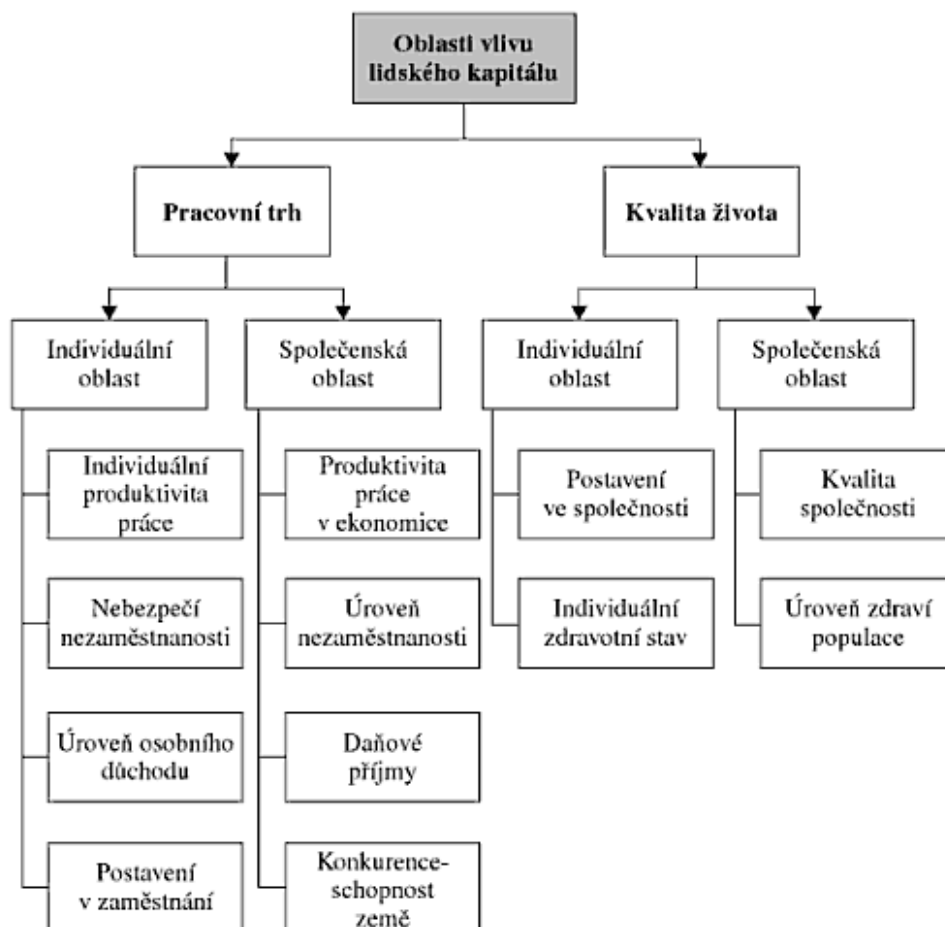 Oblasti vlivu
lidského kapitálu
Pracovní trh
Kvalita života
Individuální
oblast
Společenská
oblast
Individuální
oblast
Společenská
oblast
Individuální
produktivita
práce
Produktivita
práce
v ekonomice
Postavení
ve společnosti
Kvalita
společnosti
Nebezpečí
nezaměstnanosti
Úroveň
nezaměstnanosti
Individuální
zdravotní stav
Úroveň zdraví
populace
Úroveň osobního
důchodu
Daňové
příjmy
Postavení
v zaměstnání
Konkurence-
schopnost
země